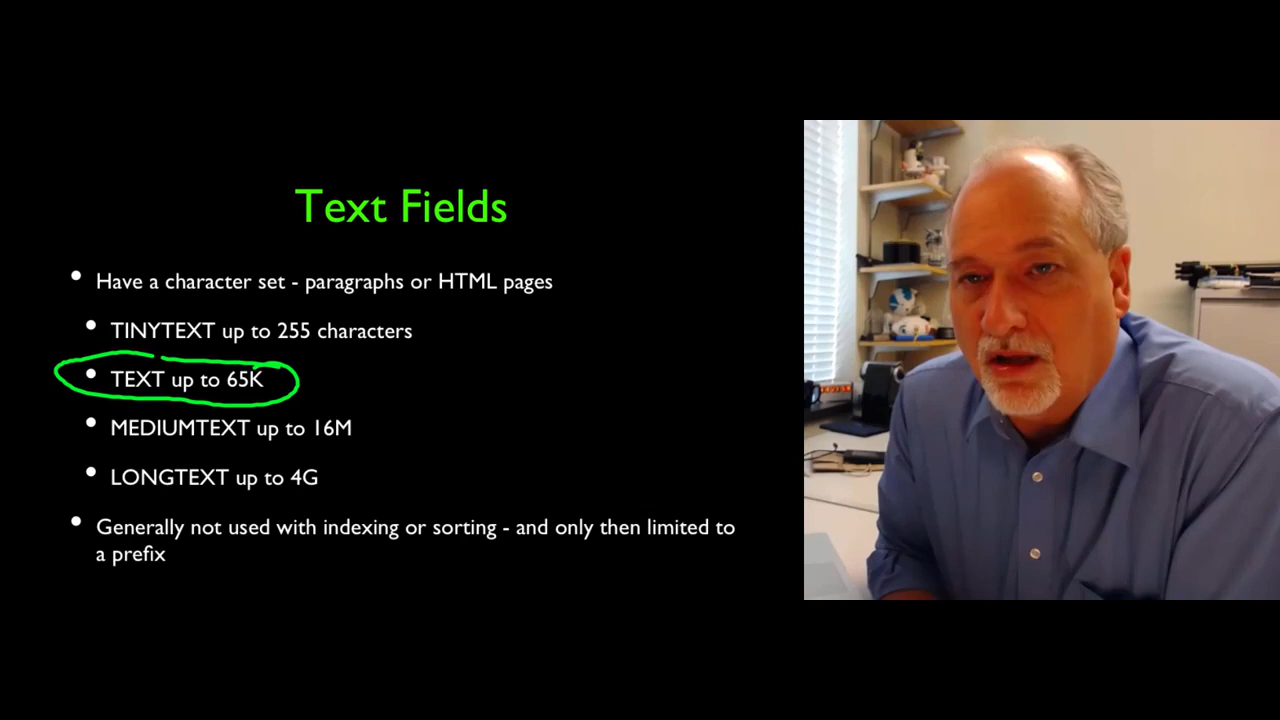 Text Fields
• Have a character set - paragraphs or HTML pages
• TINYTEXT up to 255 characters
• TEXT up to 65K
• MEDIUMTEXT up to 16M
• LONGTEXT up to 4G
• Generally not used with indexing or sorting - and only then limited to
a prefix